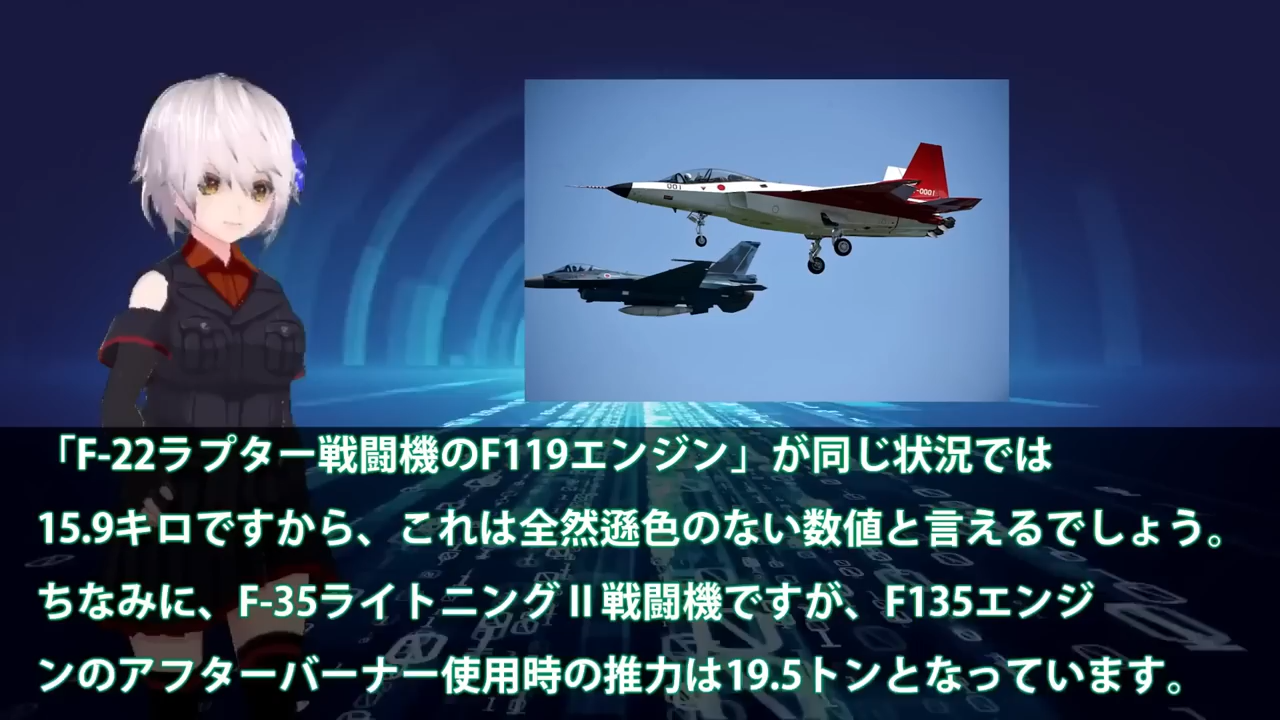 001
-0001
「F-22ラプター戦闘機のF119エンジン」が同じ状況では
15.9キロですから、これは全然遜色のない数値と言えるでしょう。
ちなみに、F-35ライトニングⅡ戦闘機ですが、F135エンジ
ンのアフターバーナー使用時の推力は19.5トンとなっています。